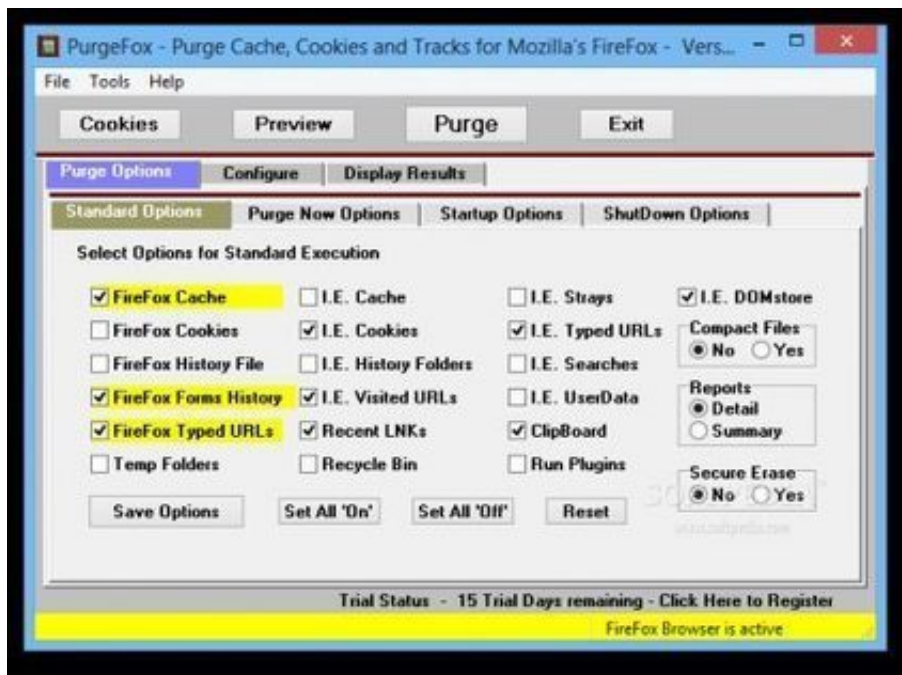 PurgeFox - Purge Cache, Cookies and Tracks for Mozilla's FireFox - Vers...
File Tools Help
Cookies Preview Purge Exit
Purge Options Configure Display Results
Standard Options Purge Now Options Startup Options ShutDown Options
Select Options for Standard Execution
FireFox Cache I.E. Cache I.E. Strays I.E. DOMstore
FireFox Cookies I.E. Cookies I.E. Typed URLs Compact Files
No Yes
FireFox History File I.E. History Folders I.E. Searches
FireFox Forms History I.E. Visited URLs I.E. UserData Reports
Detail
FireFox Typed URLs Recent LNKs ClipBoard Summary
Temp Folders Recycle Bin Run Plugins Secure Erase
No Yes
Save Options Set All 'On' Set All 'Off' Reset
Trial Status - 15 Trial Days remaining - Click Here to Register
FireFox Browser is active